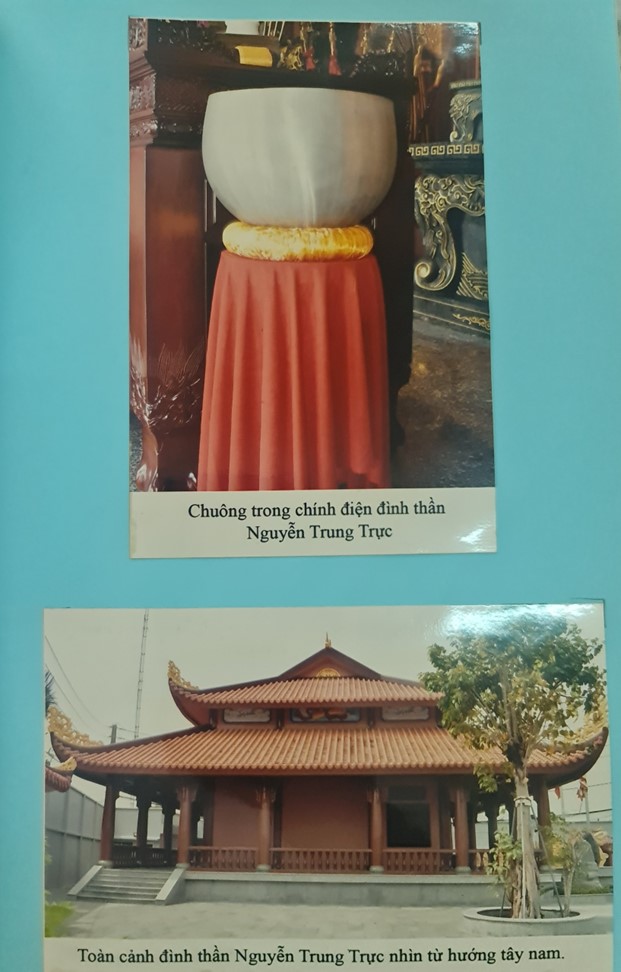 Chuông trong chính điện đình thần
Nguyễn Trung Trực
Toàn cảnh đình thần Nguyễn Trung Trực nhìn từ hướng tây nam.